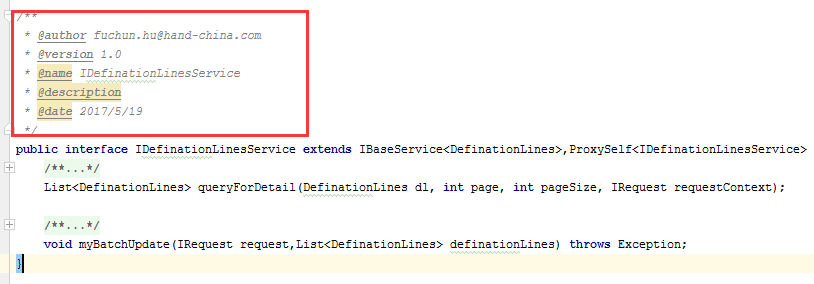 /**
* @author fuchun.hu@hand-china.com
* @version 1.0
* @name IDefinationLinesService
* @description
* @date 2017/5/19
*/
public interface IDefinationLinesService extends IBaseService<DefinationLines>,ProxySelf<IDefinationLinesService>
/**...*/
List<DefinationLines> queryForDetail(DefinationLines dl, int page, int pageSize, IRequest requestContext);
/**...*/
void myBatchUpdate(IRequest request,List<DefinationLines> definationLines) throws Exception;
}